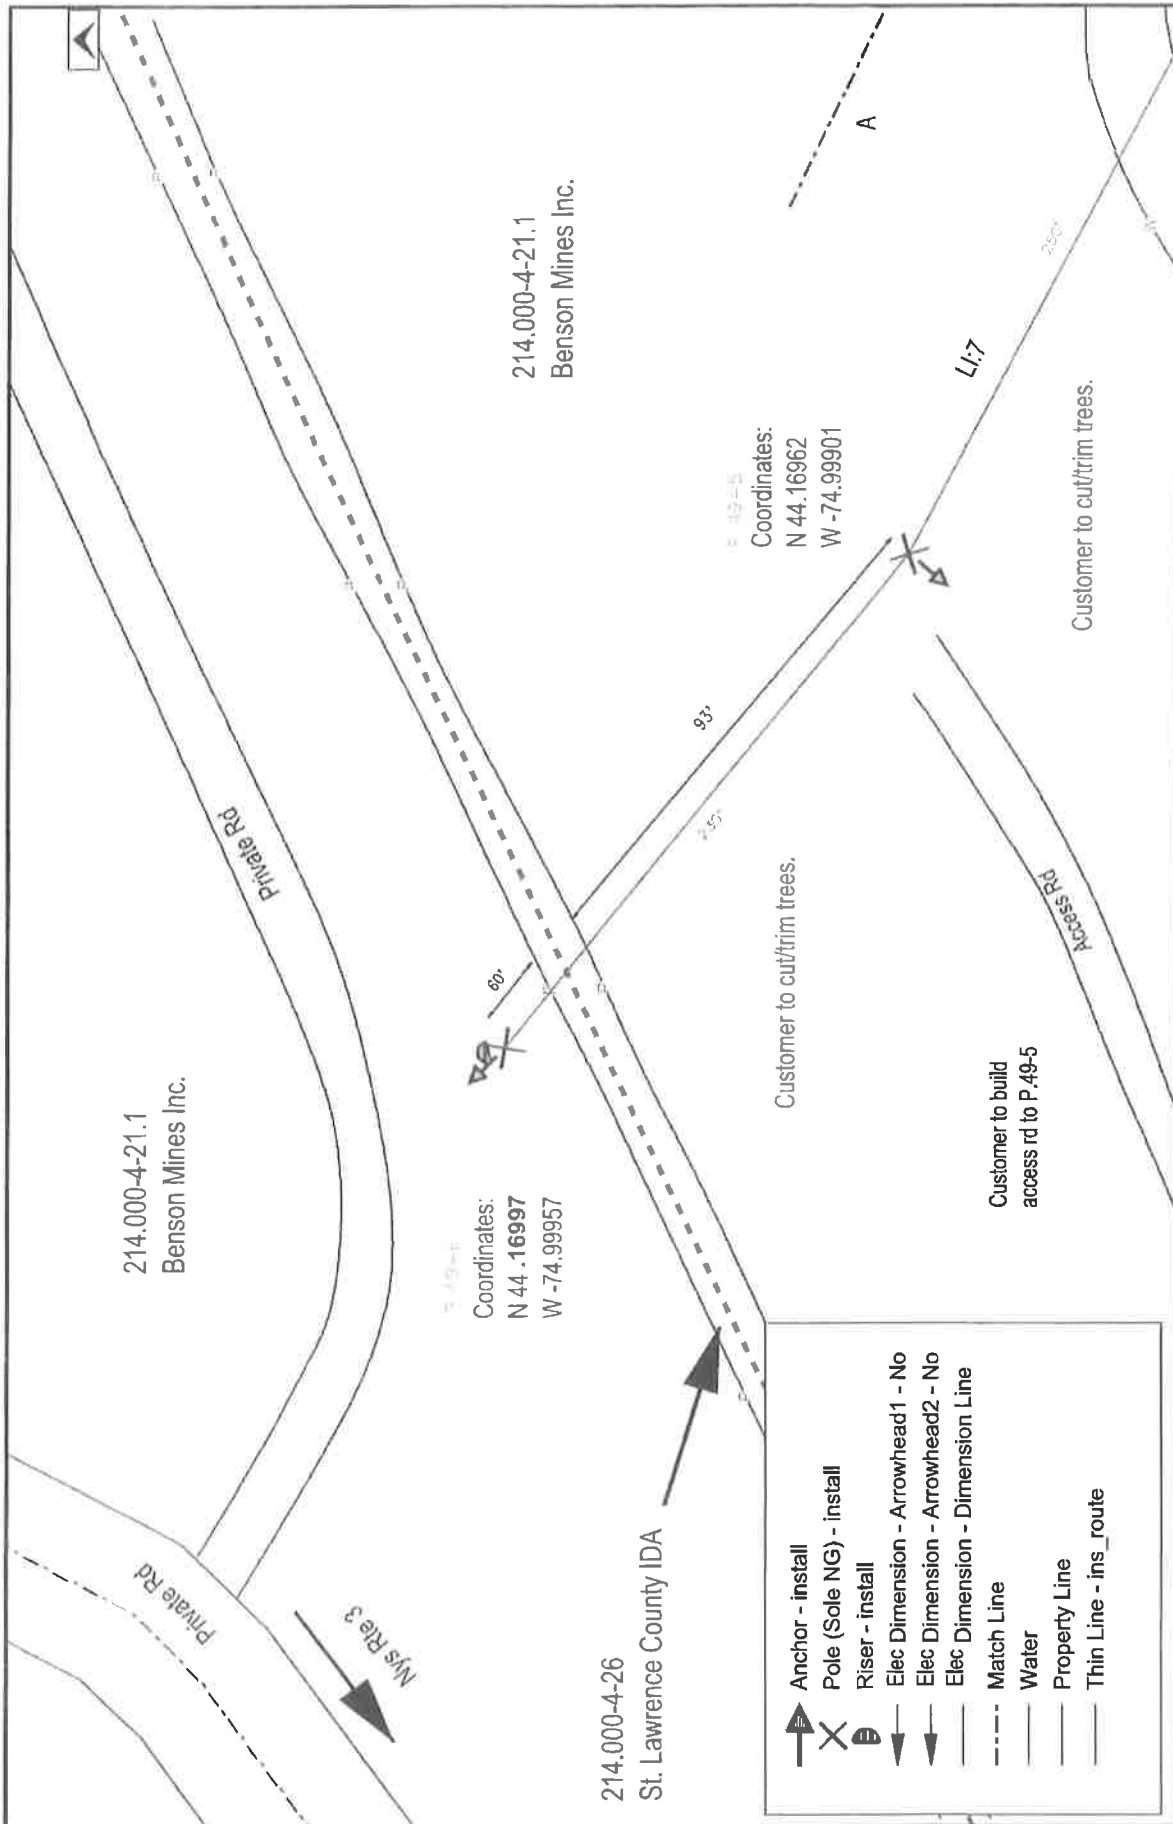 214.000-4-21.1
Benson Mines Inc.
214.000-4-21.1
Benson Mines Inc.
Private Rd
Private Rd
Nys Rte 3
Coordinates:
N 44.16997
W -74.99957
60'
93'
250'
Coordinates:
N 44.16962
W -74.99901
A
LI:7
250'
214.000-4-26
St. Lawrence County IDA
Customer to cut/trim trees.
Customer to cut/trim trees.
Access Rd
Customer to build
access rd to P.49-5
Anchor - install
Pole (Sole NG) - install
Riser - install
Elec Dimension - Arrowhead1 - No
Elec Dimension - Arrowhead2 - No
Elec Dimension - Dimension Line
Match Line
Water
Property Line
Thin Line - ins_route